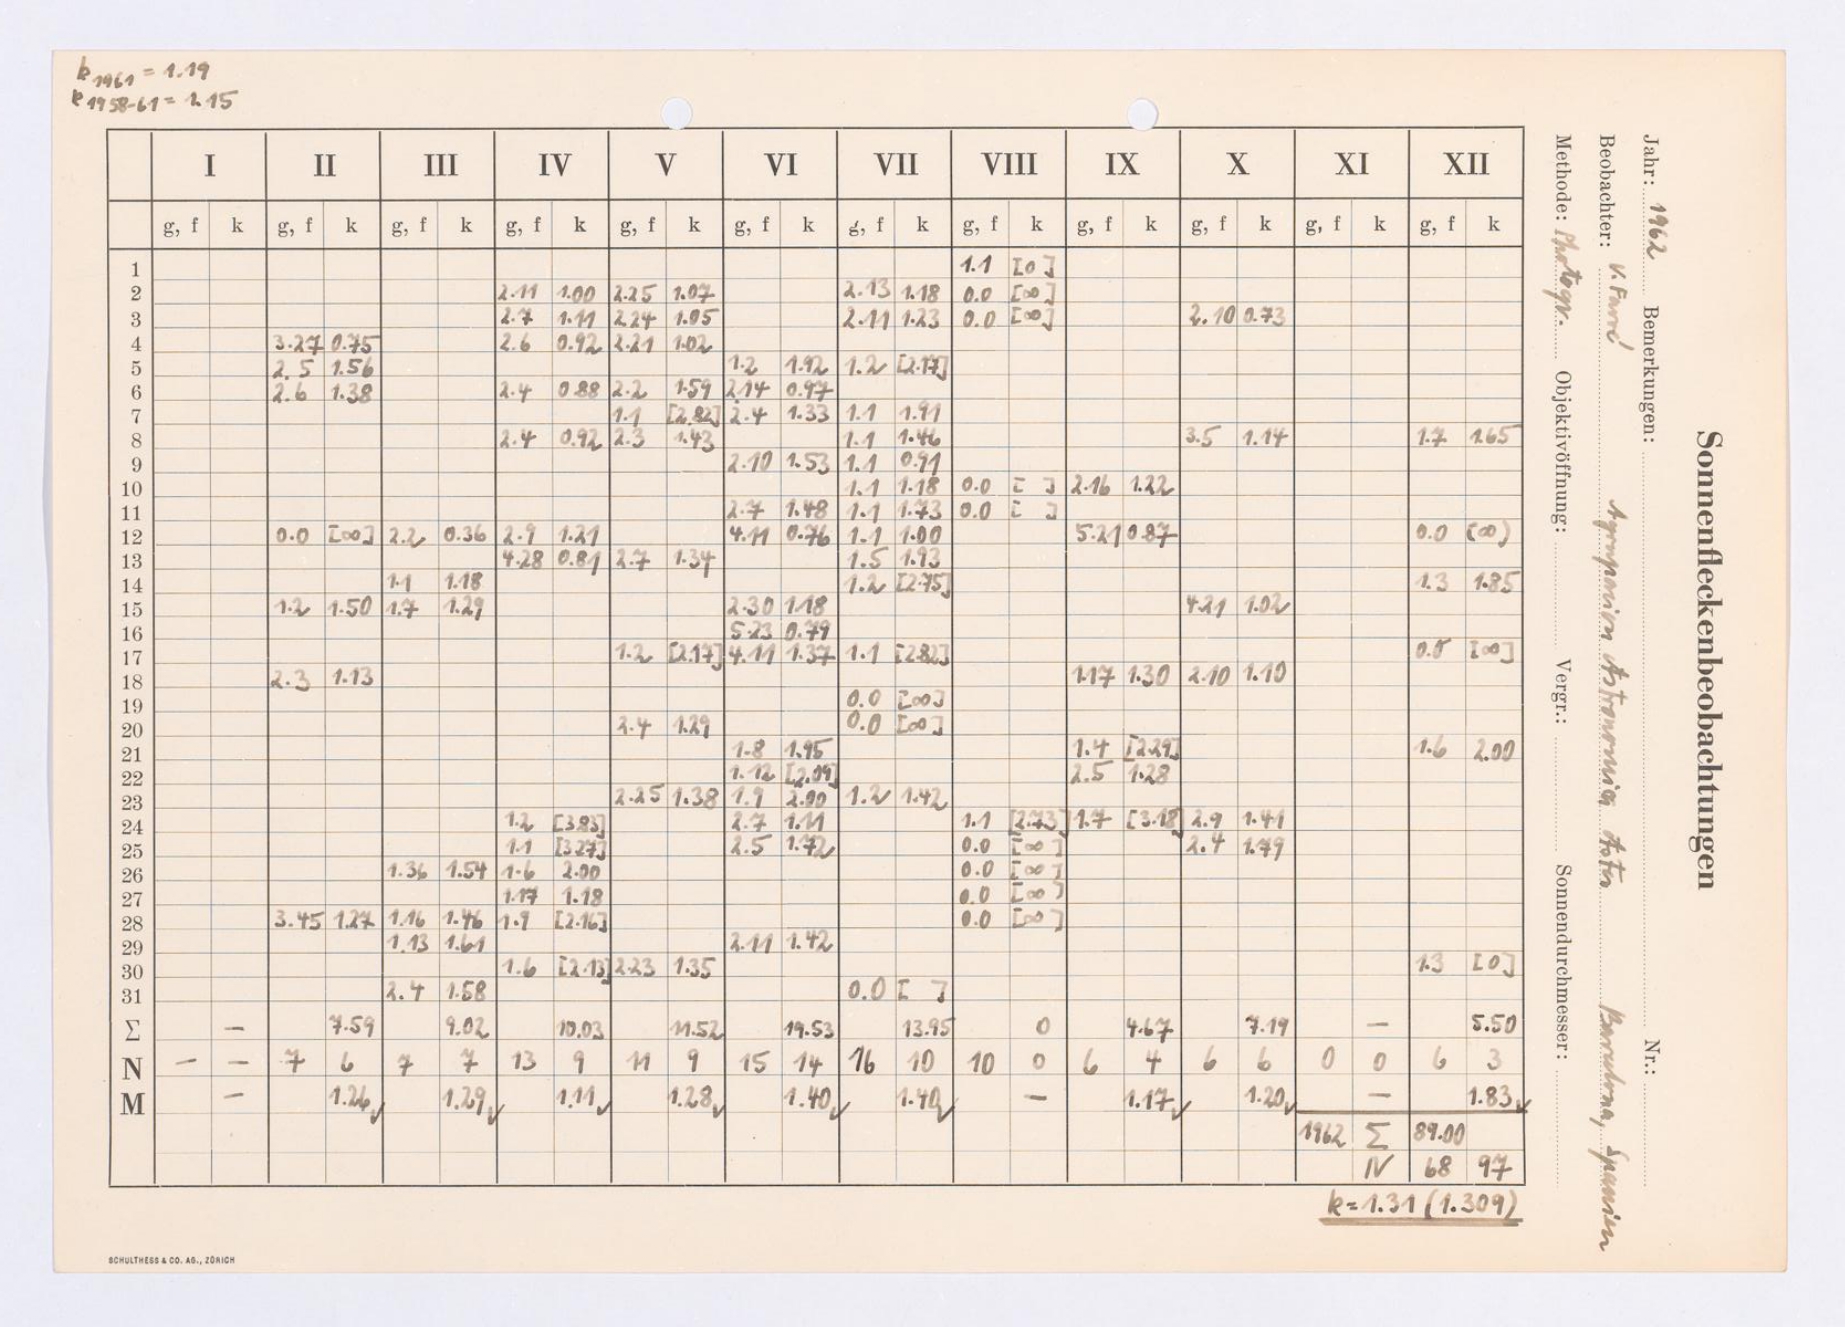 k 1961 = 1.19
k 1958-61 = 1.15
I II III IV V VI VII VIII IX X XI XII
g, f k g, f k g, f k g, f k g, f k g, f k g, f k g, f k g, f k g, f k g, f k g, f k
1 1.1 [0]
2 2.11 1.00 2.25 1.07 2.13 1.18 0.0 [∞]
3 2.7 1.11 2.24 1.05 2.11 1.23 0.0 [∞] 2.10 0.73
4 3.27 0.75 2.6 0.92 2.21 1.02
5 2.5 1.56 1.2 1.92 1.2 [2.17]
6 2.6 1.38 2.4 0.88 2.2 1.59 2.14 0.97
7 1.1 [2.82] 2.4 1.33 1.1 1.91
8 2.4 0.92 2.3 1.43 1.1 1.46 3.5 1.14 1.7 1.65
9 2.10 1.53 1.1 0.91
10 1.1 1.18 0.0 [ ] 2.16 1.22
11 2.7 1.48 1.1 1.73 0.0 [ ]
12 0.0 [∞] 2.2 0.36 2.9 1.21 4.11 0.76 1.1 1.00 5.21 0.87 0.0 [∞)
13 4.28 0.81 2.7 1.34 1.5 1.93
14 1.1 1.18 1.2 [2.75] 1.3 1.85
15 1.2 1.50 1.7 1.29 2.30 1.18 4.21 1.02
16 5.23 0.79
17 1.2 [2.17] 4.11 1.37 1.1 [2.82] 0.0 [∞]
18 2.3 1.13 1.17 1.30 2.10 1.10
19 0.0 [∞]
20 2.4 1.29 0.0 [∞]
21 1.8 1.95 1.4 [2.29] 1.6 2.00
22 1.12 [2.09] 2.5 1.28
23 2.25 1.38 1.9 2.00 1.2 1.42
24 1.2 [3.83] 2.7 1.11 1.1 [2.73] 1.7 [3.18] 2.9 1.41
25 1.1 [3.27] 2.5 1.72 0.0 [∞] 2.4 1.79
26 1.36 1.54 1.6 2.00 0.0 [∞]
27 1.17 1.18 0.0 [∞]
28 3.45 1.27 1.16 1.46 1.9 [2.16] 0.0 [∞]
29 1.13 1.61 2.11 1.42
30 1.6 [2.13] 2.23 1.35 1.3 [0]
31 2.4 1.58 0.0 [ ]
Σ – 7.59 9.02 10.03 11.52 19.53 13.95 0 4.67 7.19 – 5.50
N – – 7 6 7 7 13 9 11 9 15 14 16 10 10 0 6 4 6 6 0 0 6 3
M – 1.26✓ 1.29✓ 1.11✓ 1.28✓ 1.40✓ 1.40✓ – 1.17✓ 1.20✓ – 1.83✓
1962 Σ 89.00
N 68 97
k = 1.31 (1.309)
SCHULTHESS & CO. AG., ZÜRICH
Sonnenfleckenbeobachtungen
Jahr: 1962 Bemerkungen: Nr.:
Beobachter: V. Farré Agrupación Astronomica Aster Barcelona, Spanien
Methode: Photogr. Objektivöffnung: Vergr.: Sonnendurchmesser: